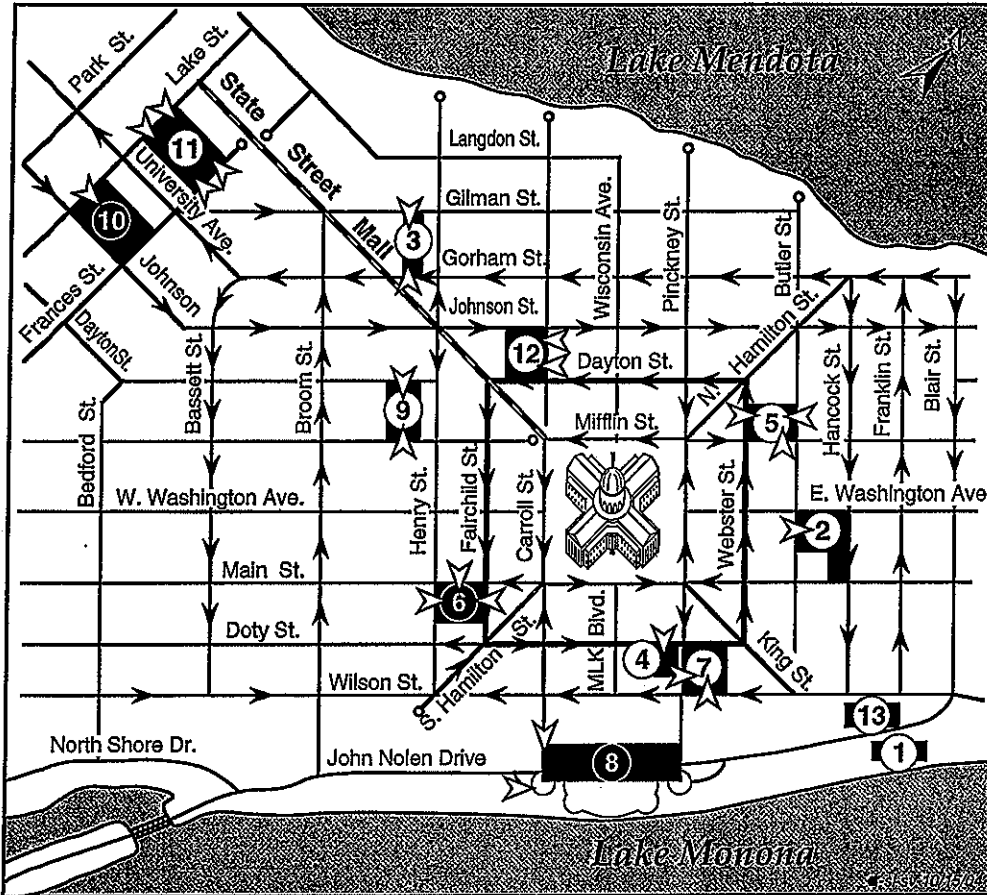 Lake Mendota
Park St.
Lake St.
State Street Mall
Langdon St.
11
University Ave.
10
Gilman St.
3
Wisconsin Ave.
Pinckney St.
Butler St.
Gorham St.
Frances St.
Johnson
Johnson St.
N. Hamilton St.
Dayton St.
12
Dayton St.
Bassett St.
Broom St.
Hancock St.
Franklin St.
Blair St.
9
5
Mifflin St.
Bedford St.
Henry St.
Fairchild St.
Carroll St.
Webster St.
W. Washington Ave.
E. Washington Ave
2
Main St.
6
MLK Blvd.
Doty St.
4
7
King St.
Wilson St.
S. Hamilton St.
13
North Shore Dr.
John Nolen Drive
8
1
Lake Monona